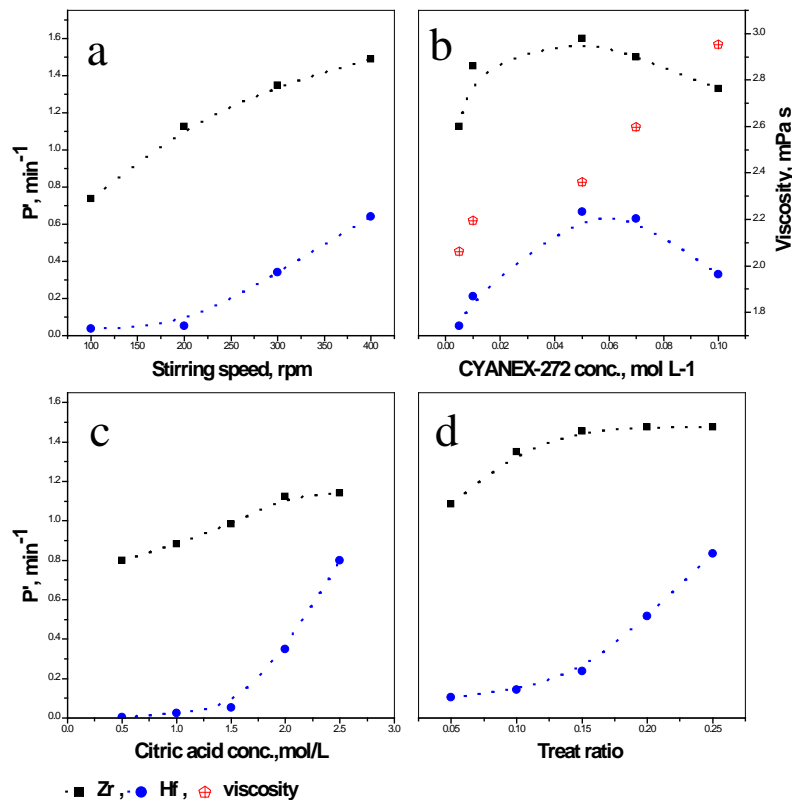 a
P', min-1
1.6
1.4
1.2
1.0
0.8
0.6
0.4
0.2
0.0
100 150 200 250 300 350 400
Stirring speed, rpm
b
0.00 0.02 0.04 0.06 0.08 0.10
CYANEX-272 conc., mol L-1
3.0
2.8
2.6
2.4
2.2
2.0
1.8
Viscosity, mPa s
c
P', min-1
1.6
1.4
1.2
1.0
0.8
0.6
0.4
0.2
0.0
0.0 0.5 1.0 1.5 2.0 2.5 3.0
Citric acid conc.,mol/L
d
0.05 0.10 0.15 0.20 0.25
Treat ratio
Zr , Hf , viscosity